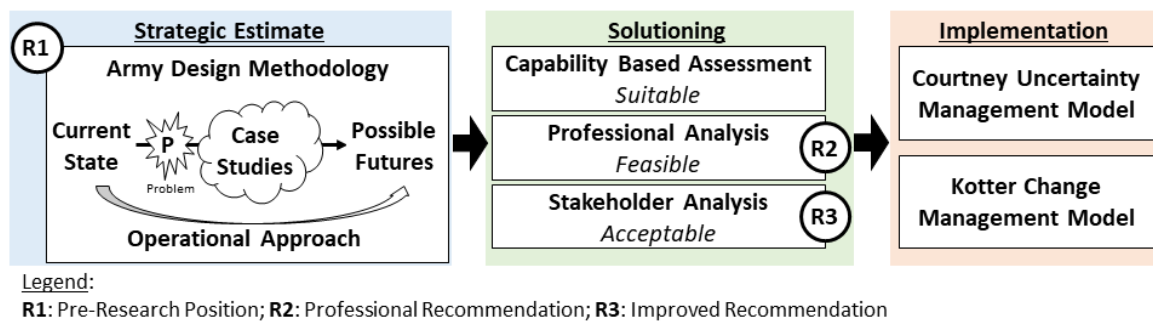 R1
Strategic Estimate
Army Design Methodology
Current
State
P
Problem
Case
Studies
Possible
Futures
Operational Approach
Solutioning
Capability Based Assessment
Suitable
Professional Analysis
Feasible
R2
Stakeholder Analysis
Acceptable
R3
Implementation
Courtney Uncertainty
Management Model
Kotter Change
Management Model
Legend:
R1: Pre-Research Position; R2: Professional Recommendation; R3: Improved Recommendation